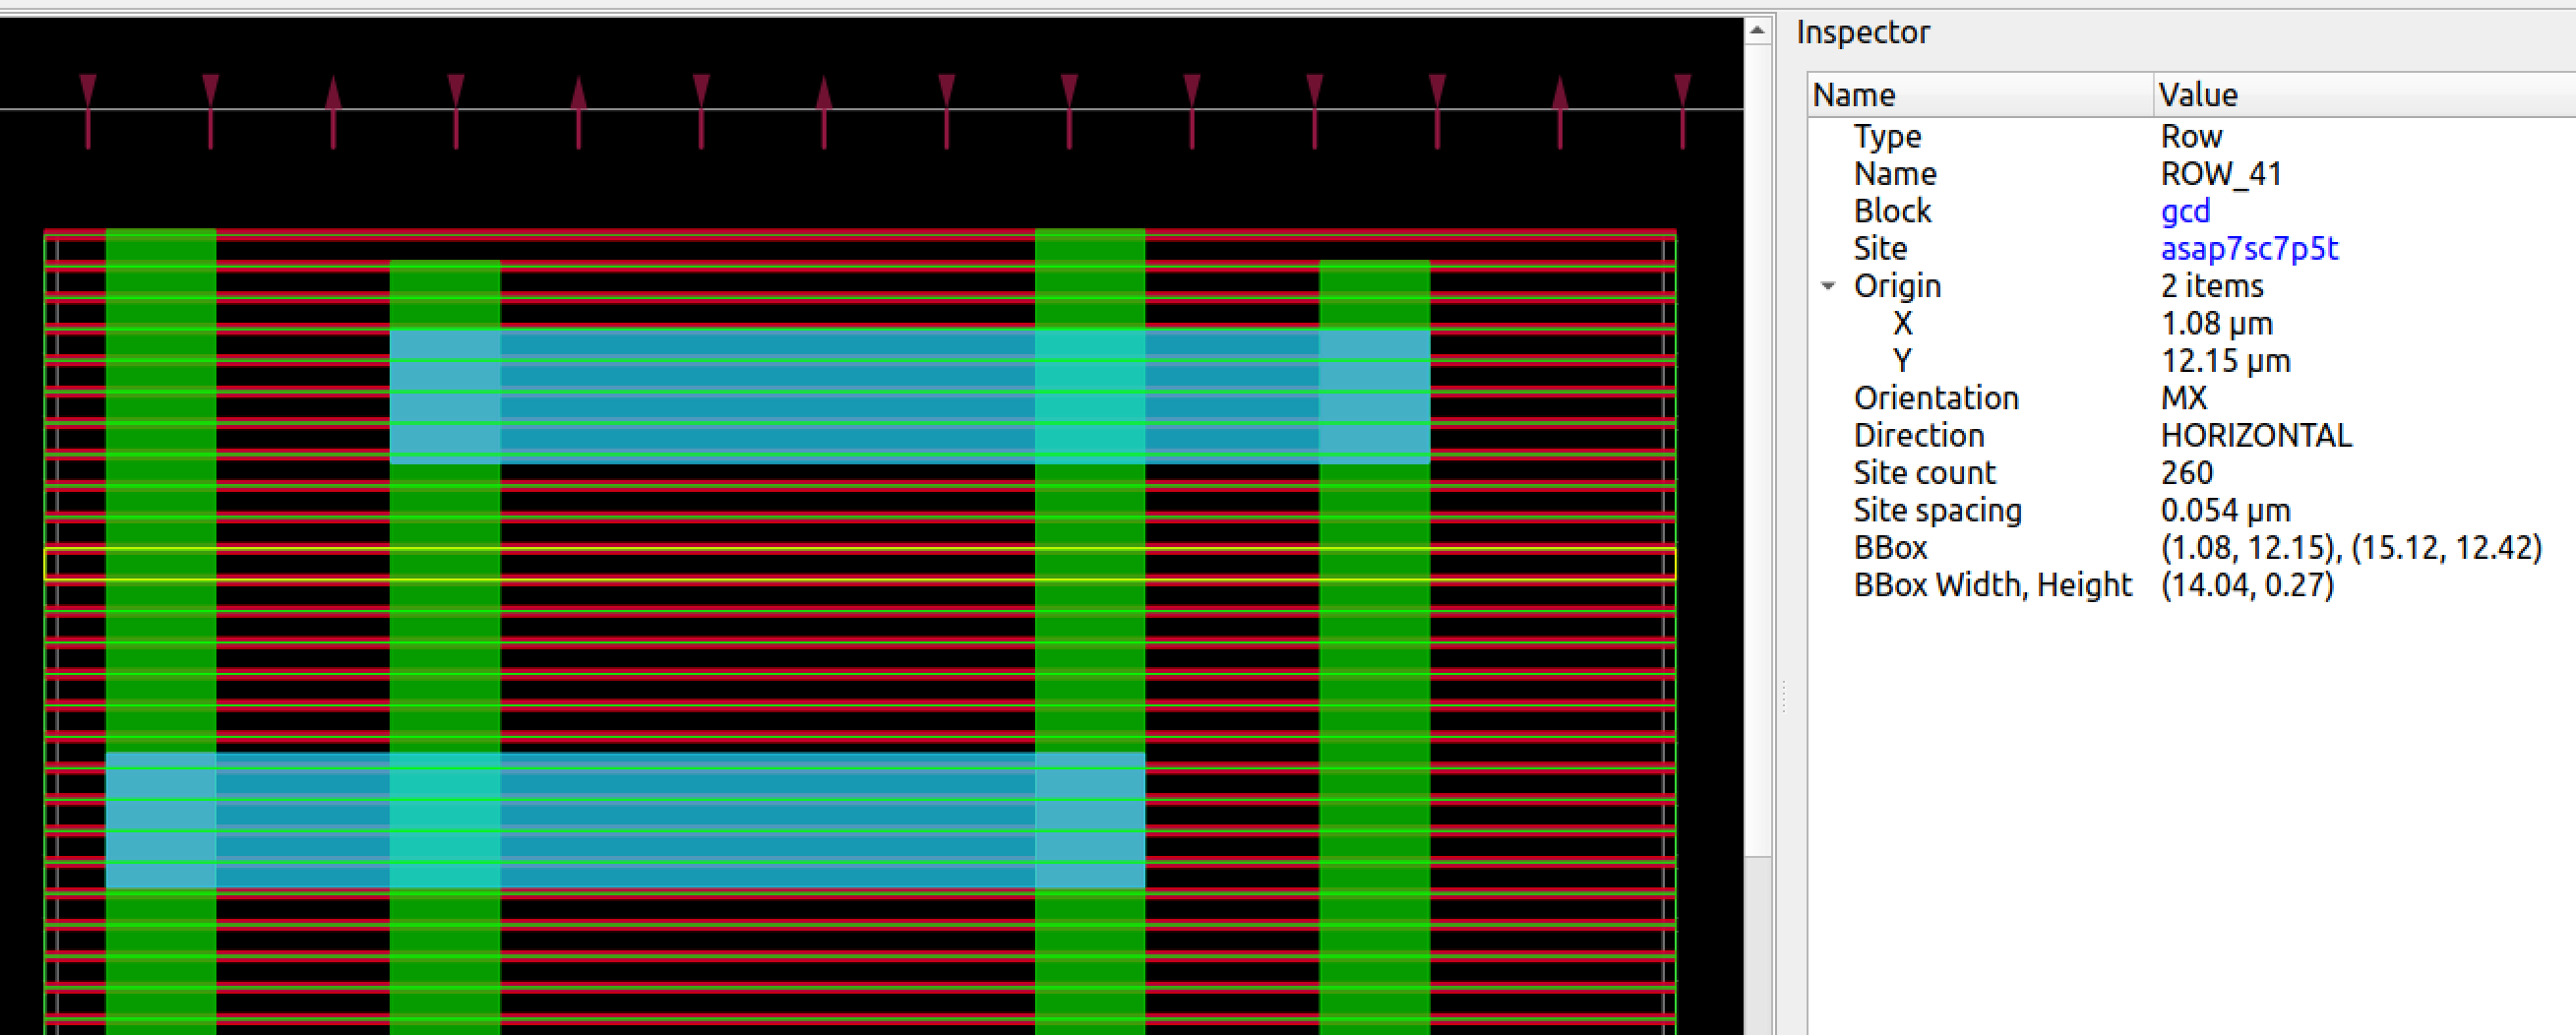 Inspector
Name Value
Type Row
Name ROW_41
Block gcd
Site asap7sc7p5t
Origin 2 items
X 1.08 μm
Y 12.15 μm
Orientation MX
Direction HORIZONTAL
Site count 260
Site spacing 0.054 μm
BBox (1.08, 12.15), (15.12, 12.42)
BBox Width, Height (14.04, 0.27)